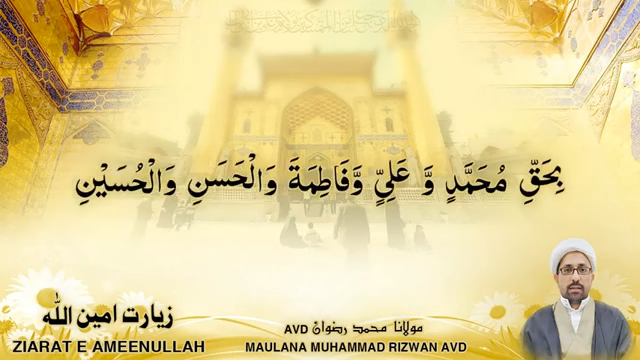 بِحَقِّ مُحَمَّدٍ وَّ عَلِيٍّ وَّفَاطِمَةَ وَالْحَسَنِ وَالْحُسَيْنِ
زیارت امین اللہ
ZIARAT E AMEENULLAH
مولانا محمد رضوان AVD
MAULANA MUHAMMAD RIZWAN AVD